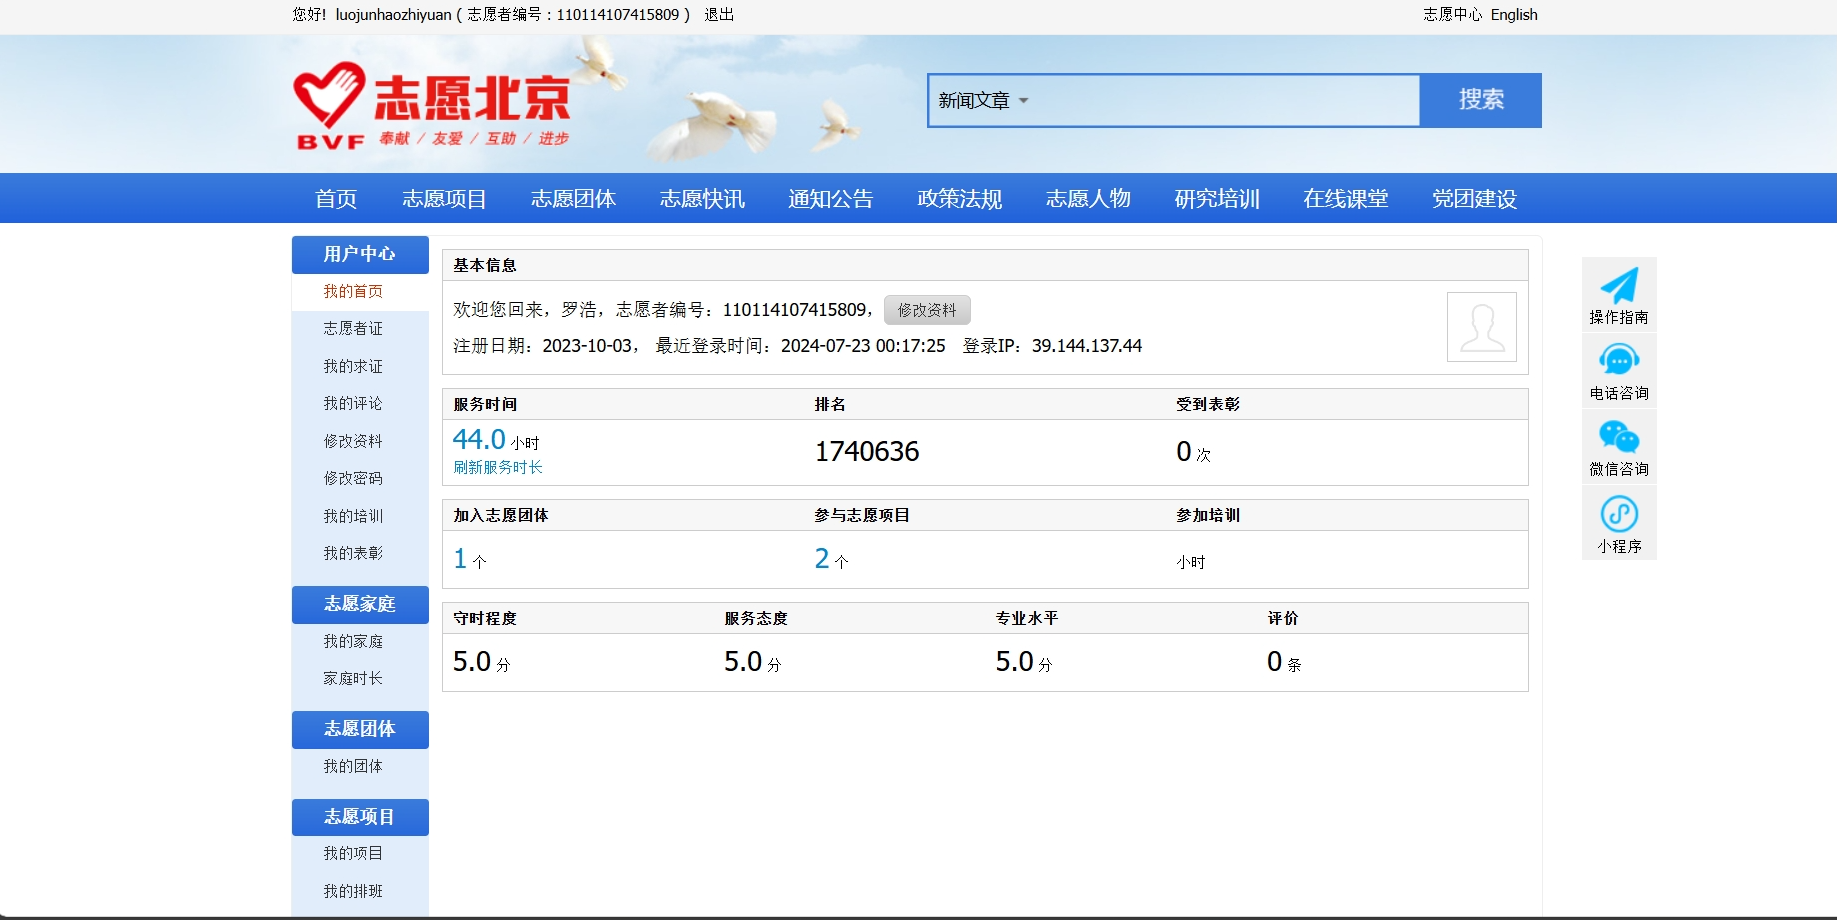 您好! luojunhaozhiyuan ( 志愿者编号：110114107415809 ) 退出
志愿中心 English
志愿北京
BVF 奉献 / 友爱 / 互助 / 进步
新闻文章 搜索
首页 志愿项目 志愿团体 志愿快讯 通知公告 政策法规 志愿人物 研究培训 在线课堂 党团建设
用户中心
我的首页
志愿者证
我的求证
我的评论
修改资料
修改密码
我的培训
我的表彰
志愿家庭
我的家庭
家庭时长
志愿团体
我的团体
志愿项目
我的项目
我的排班
基本信息
欢迎您回来，罗浩，志愿者编号：110114107415809， 修改资料
注册日期：2023-10-03， 最近登录时间：2024-07-23 00:17:25 登录IP：39.144.137.44
服务时间 排名 受到表彰
44.0 小时 1740636 0 次
刷新服务时长
加入志愿团体 参与志愿项目 参加培训
1 个 2 个 小时
守时程度 服务态度 专业水平 评价
5.0 分 5.0 分 5.0 分 0 条
操作指南
电话咨询
微信咨询
小程序